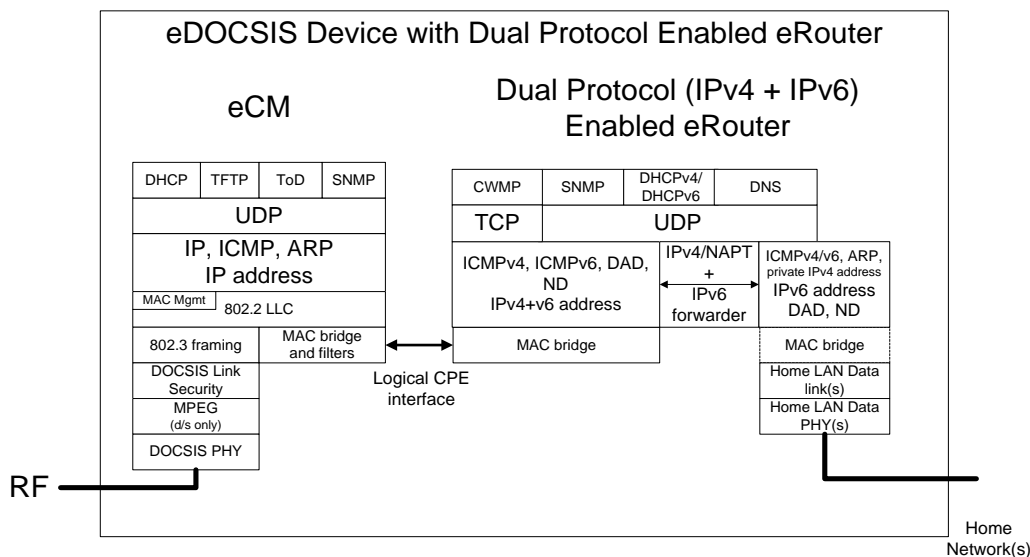 eDOCSIS Device with Dual Protocol Enabled eRouter
eCM
Dual Protocol (IPv4 + IPv6)
Enabled eRouter
DHCP
TFTP
ToD
SNMP
UDP
IP, ICMP, ARP
IP address
MAC Mgmt
802.2 LLC
802.3 framing
MAC bridge
and filters
DOCSIS Link
Security
MPEG
(d/s only)
DOCSIS PHY
RF
Logical CPE
interface
CWMP
SNMP
DHCPv4/
DHCPv6
DNS
TCP
UDP
ICMPv4, ICMPv6, DAD,
ND
IPv4+v6 address
IPv4/NAPT
+
IPv6
forwarder
ICMPv4/v6, ARP,
private IPv4 address
IPv6 address
DAD, ND
MAC bridge
MAC bridge
Home LAN Data
link(s)
Home LAN Data
PHY(s)
Home
Network(s)